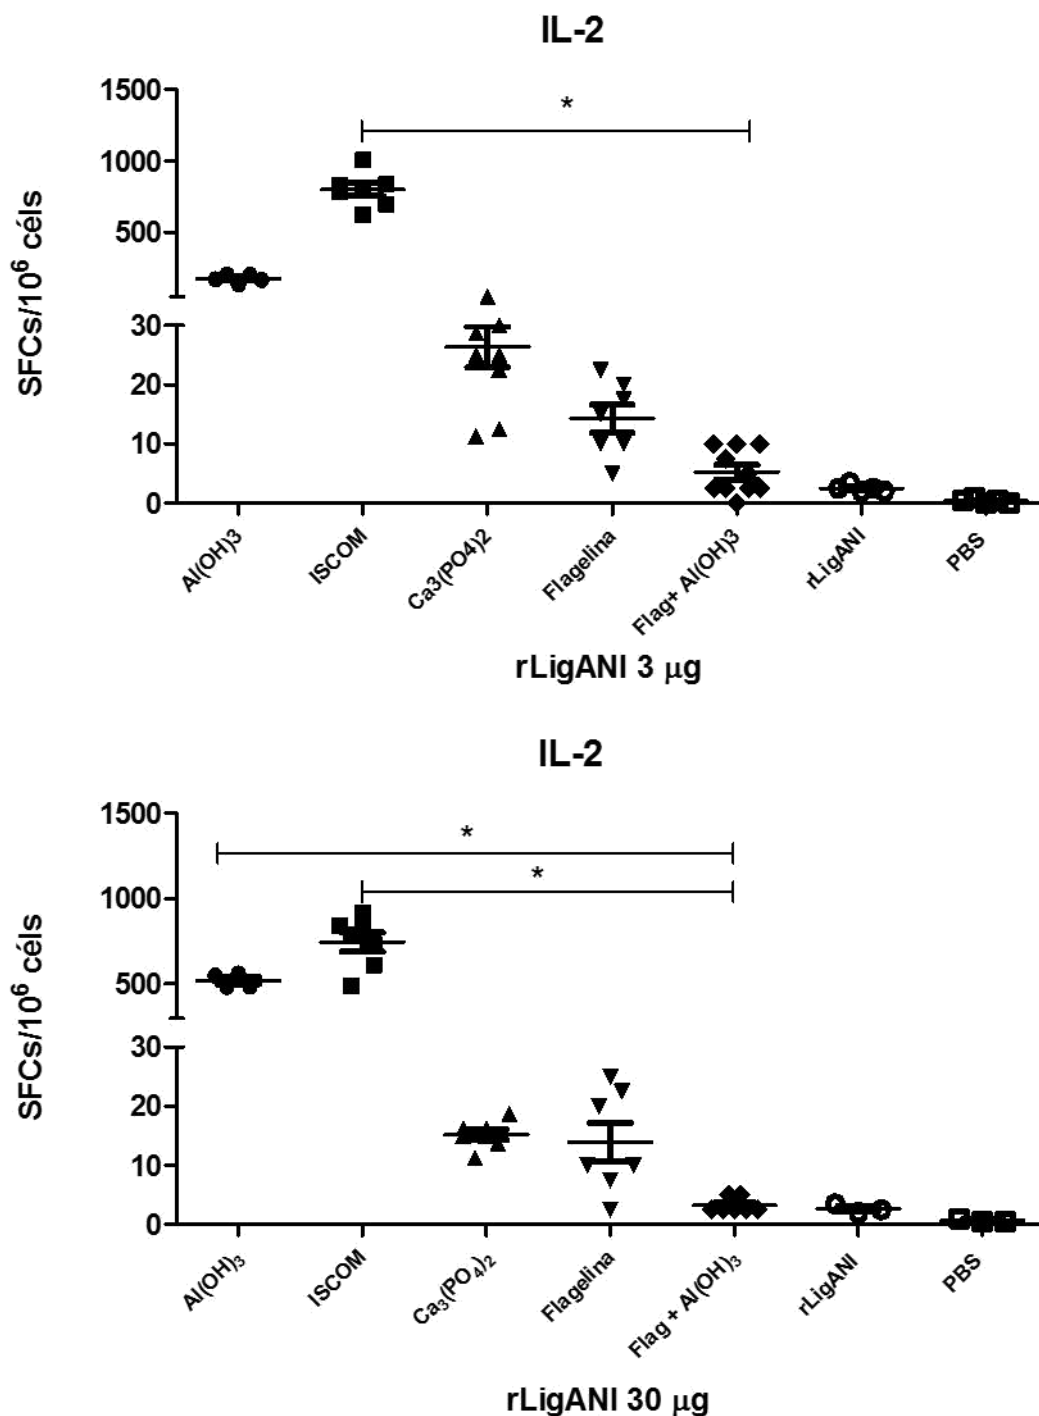 IL-2
1500
*
1000
500
30
20
10
0
SFCs/10⁶ céls
Al(OH)3
ISCOM
Ca3(PO4)2
Flagelina
Flag+ Al(OH)3
rLigANI
PBS
rLigANI 3 μg
IL-2
1500
*
*
1000
500
30
20
10
0
SFCs/10⁶ céls
Al(OH)₃
ISCOM
Ca₃(PO₄)₂
Flagelina
Flag + Al(OH)₃
rLigANI
PBS
rLigANI 30 μg